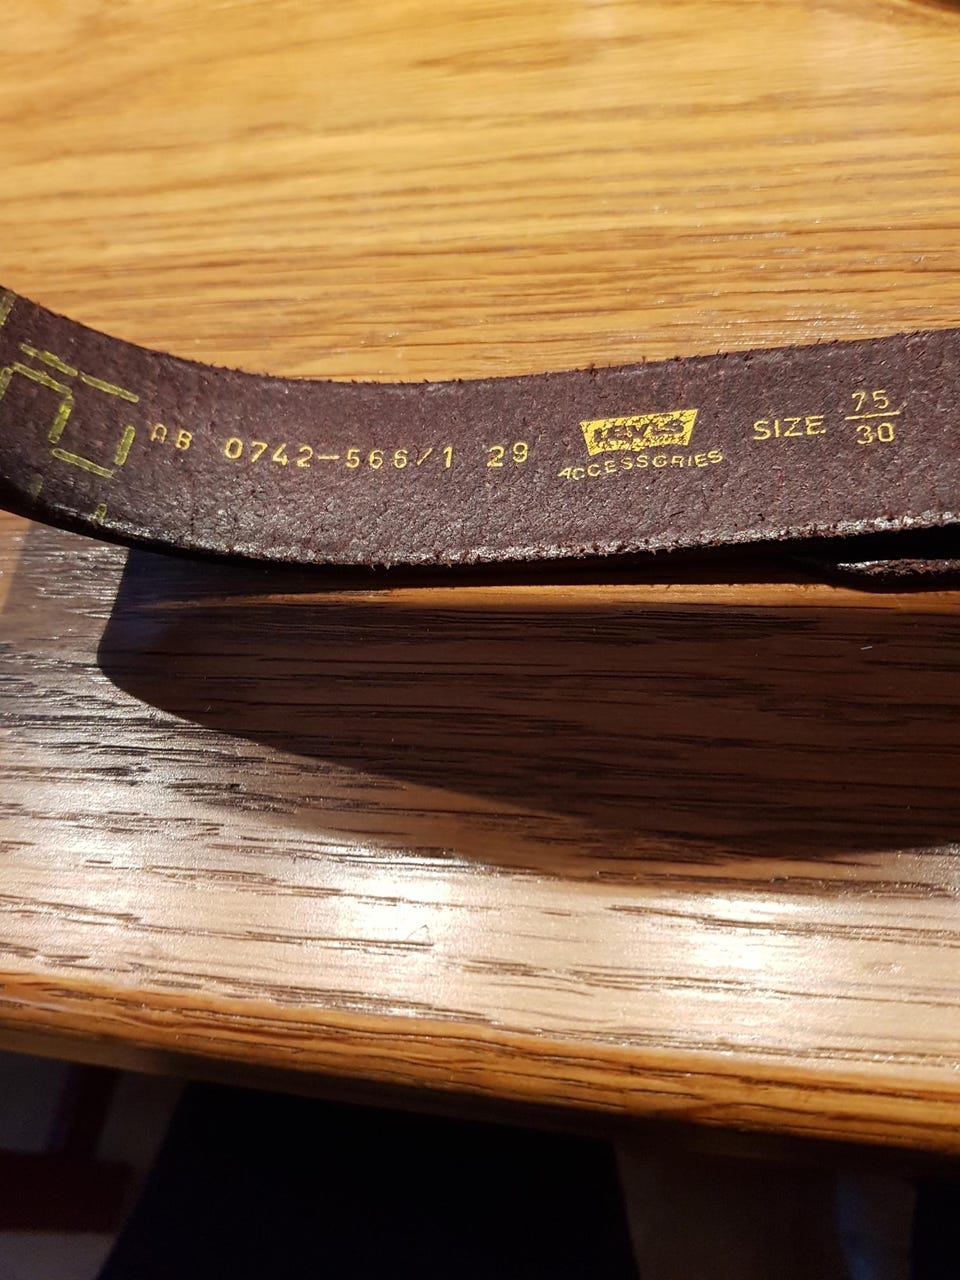 AB 0742-566/1 29
Levi's
ACCESSORIES
SIZE 75
30